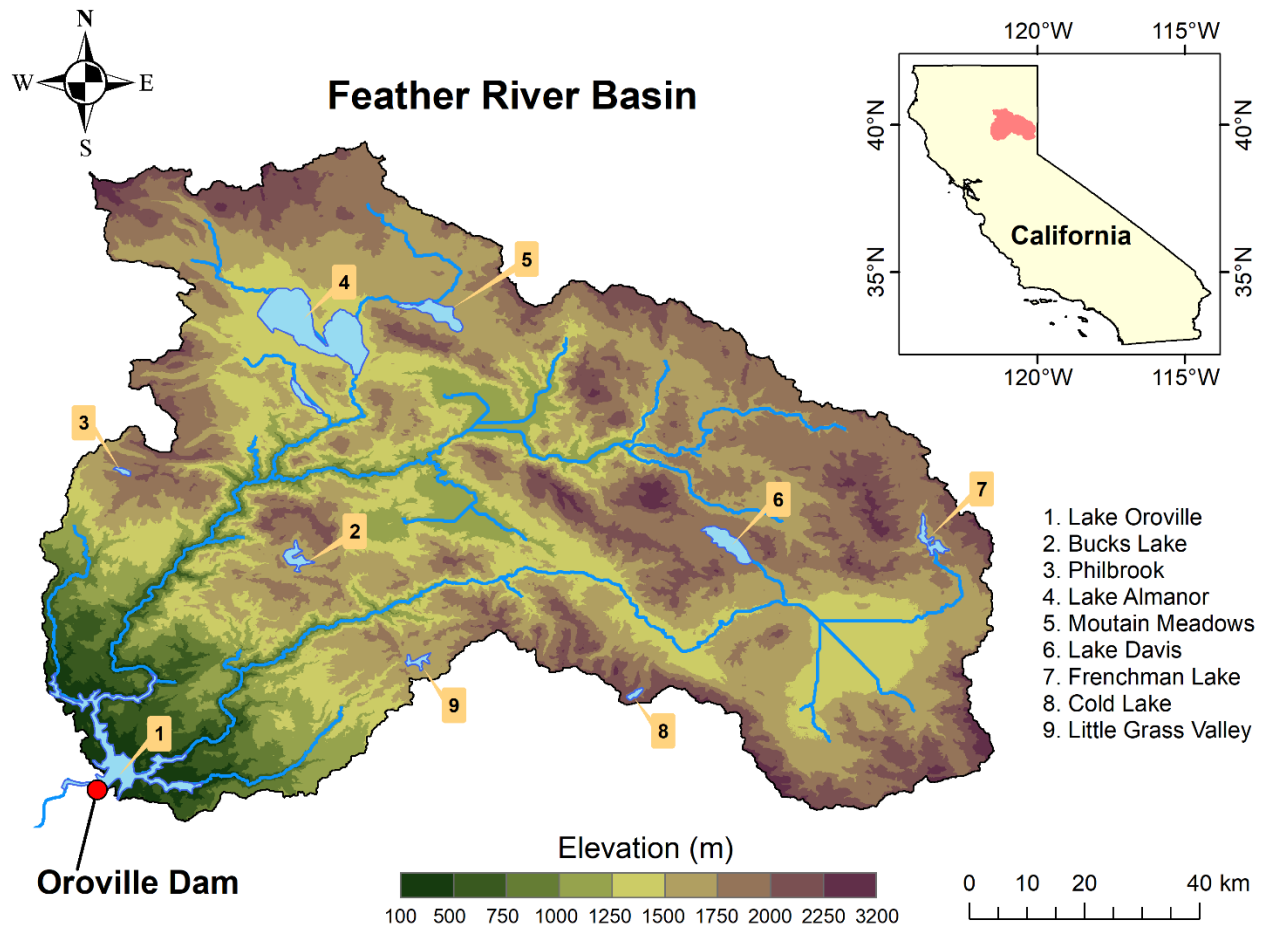 N
W
E
S
Feather River Basin
120°W
115°W
40°N
40°N
California
35°N
35°N
120°W
115°W
5
4
3
7
6
2
1. Lake Oroville
2. Bucks Lake
3. Philbrook
4. Lake Almanor
5. Moutain Meadows
6. Lake Davis
7. Frenchman Lake
8. Cold Lake
9. Little Grass Valley
9
8
1
Oroville Dam
Elevation (m)
100 500 750 1000 1250 1500 1750 2000 2250 3200
0 10 20 40 km